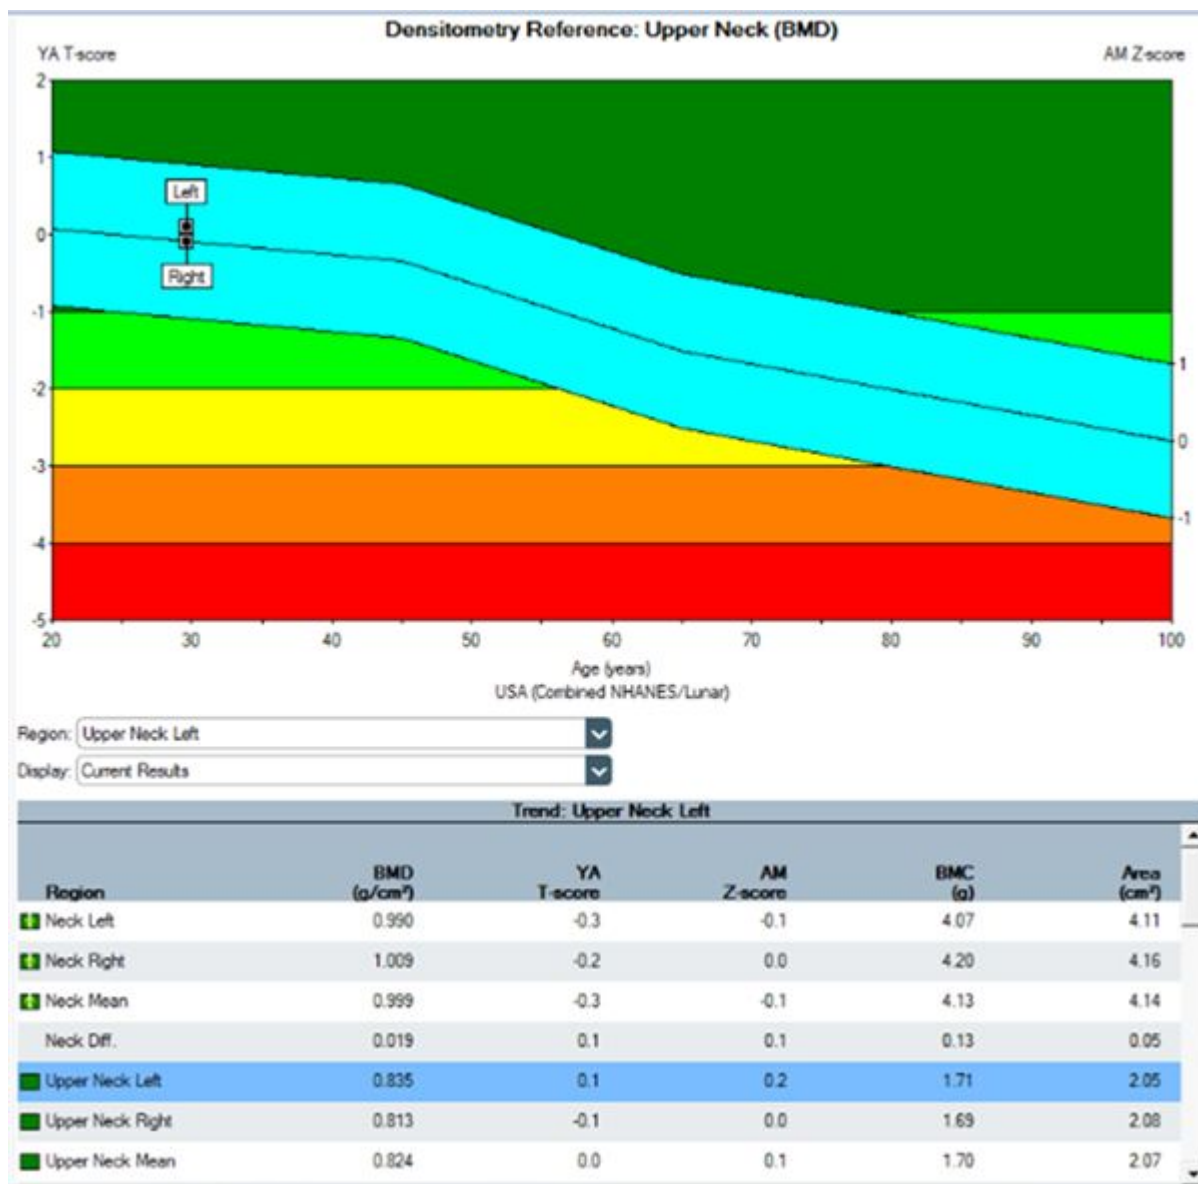 Densitometry Reference: Upper Neck (BMD)
YA T-score AM Z-score
2
1
Left
0
Right
-1
1
-2
0
-3
-1
-4
-5
20 30 40 50 60 70 80 90 100
Age (years)
USA (Combined NHANES/Lunar)
Region: Upper Neck Left
Display: Current Results
Trend: Upper Neck Left
BMD YA AM BMC Area
Region (g/cm²) T-score Z-score (g) (cm²)
Neck Left 0.990 -0.3 -0.1 4.07 4.11
Neck Right 1.009 -0.2 0.0 4.20 4.16
Neck Mean 0.999 -0.3 -0.1 4.13 4.14
Neck Diff. 0.019 0.1 0.1 0.13 0.05
Upper Neck Left 0.835 0.1 0.2 1.71 2.05
Upper Neck Right 0.813 -0.1 0.0 1.69 2.08
Upper Neck Mean 0.824 0.0 0.1 1.70 2.07